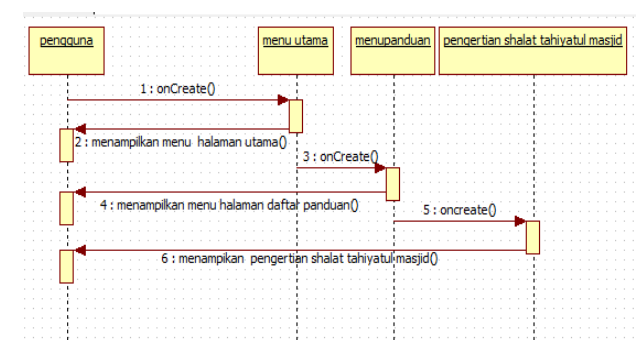 pengguna
menu utama
menupanduan
pengertian shalat tahiyatul masjid
1 : onCreate()
2 : menampilkan menu halaman utama()
3 : onCreate()
4 : menampilkan menu halaman daftar panduan()
5 : oncreate()
6 : menampikan pengertian shalat tahiyatul masjid()